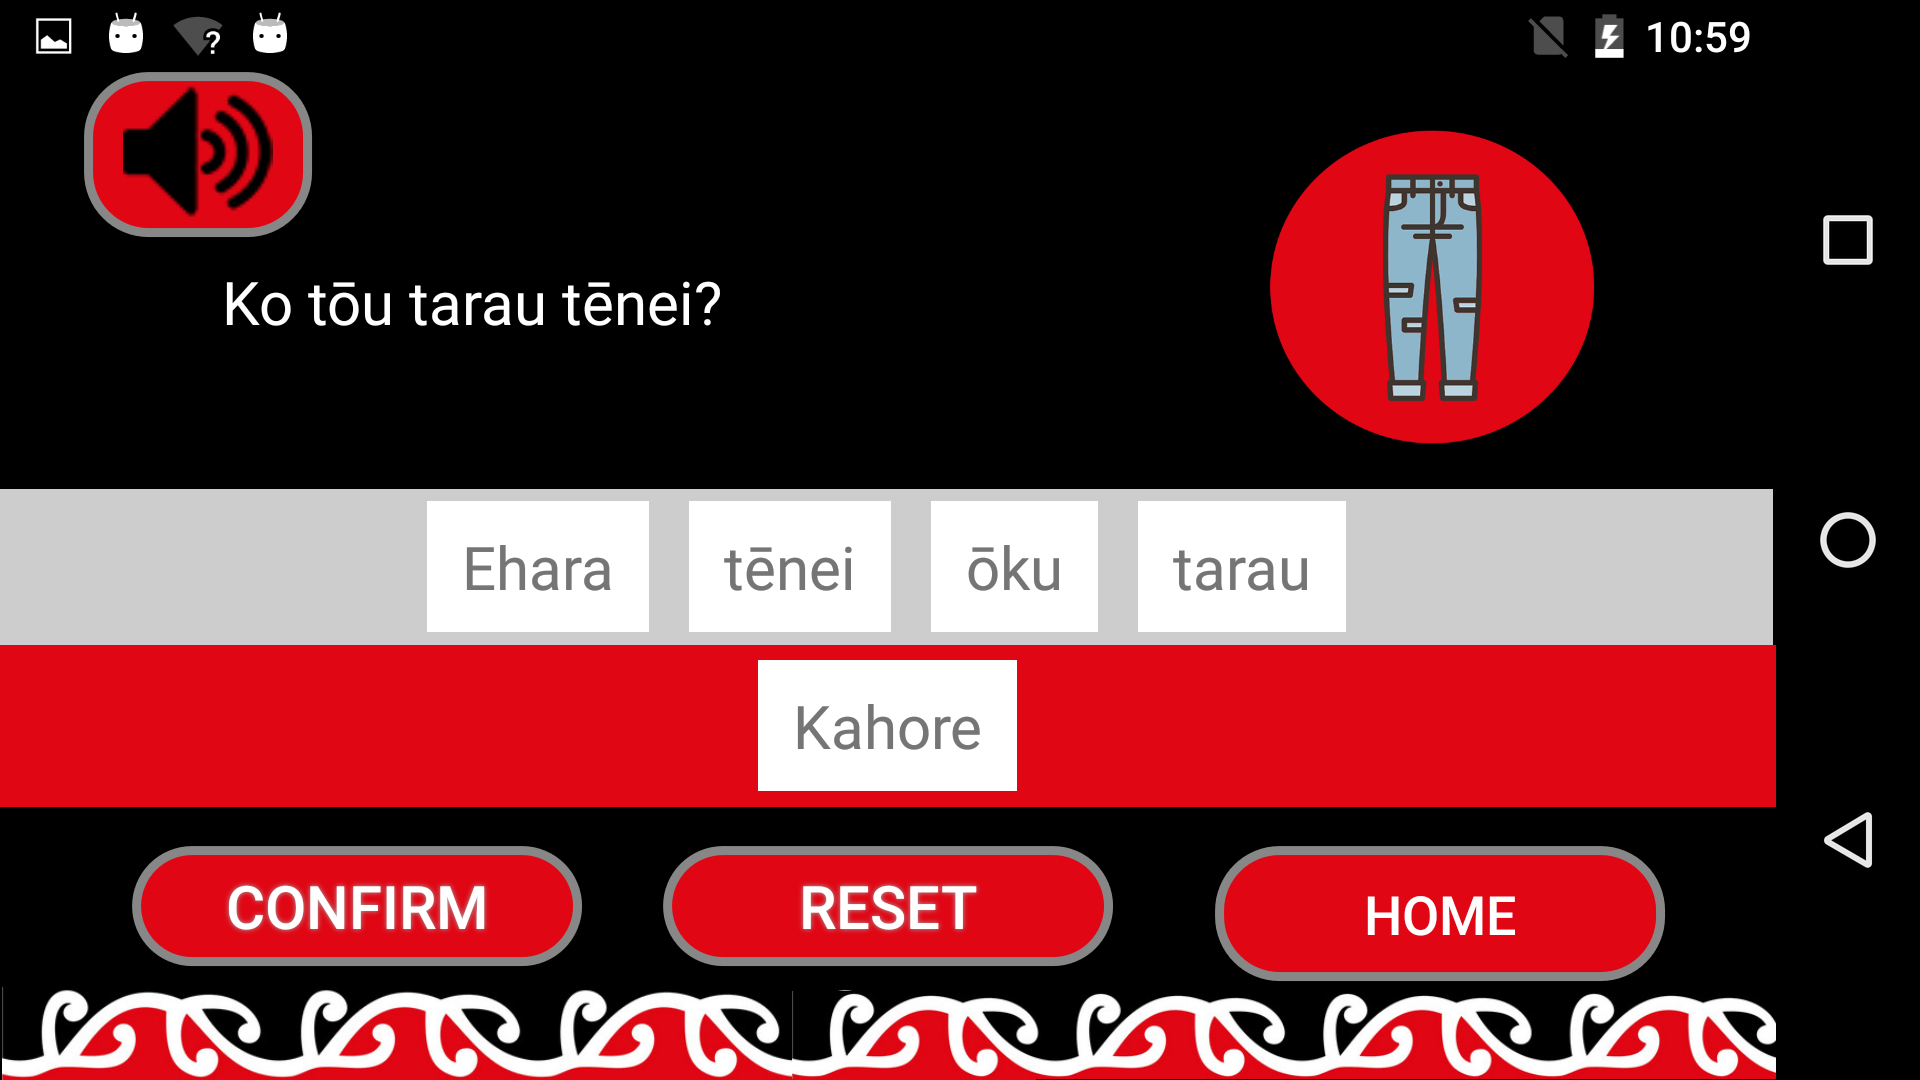 10:59
Ko tōu tarau tēnei?
Ehara tēnei ōku tarau
Kahore
CONFIRM RESET HOME